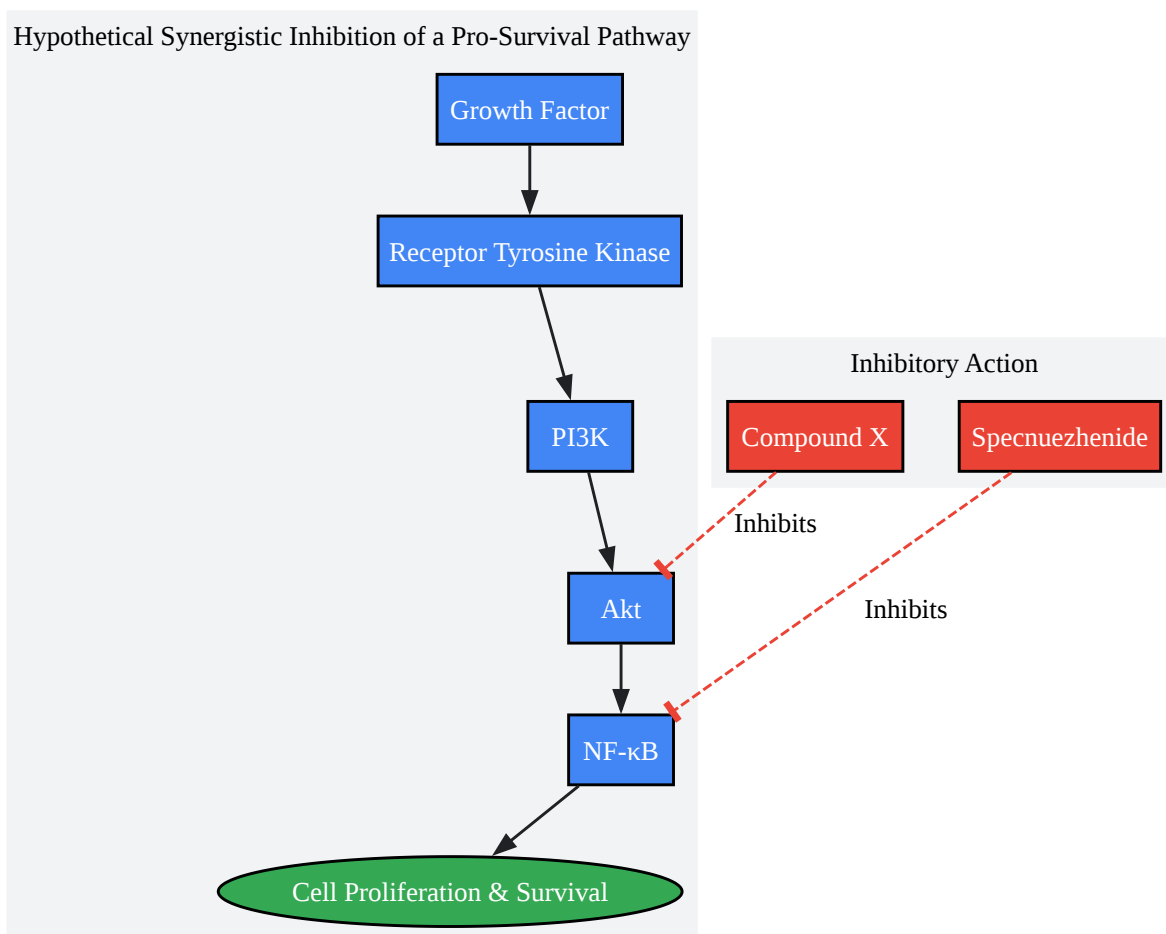 Hypothetical Synergistic Inhibition of a Pro-Survival Pathway
Growth Factor
Receptor Tyrosine Kinase
Inhibitory Action
PI3K
Compound X
Specnuezhenide
Inhibits
Akt
Inhibits
NF-κB
Cell Proliferation & Survival